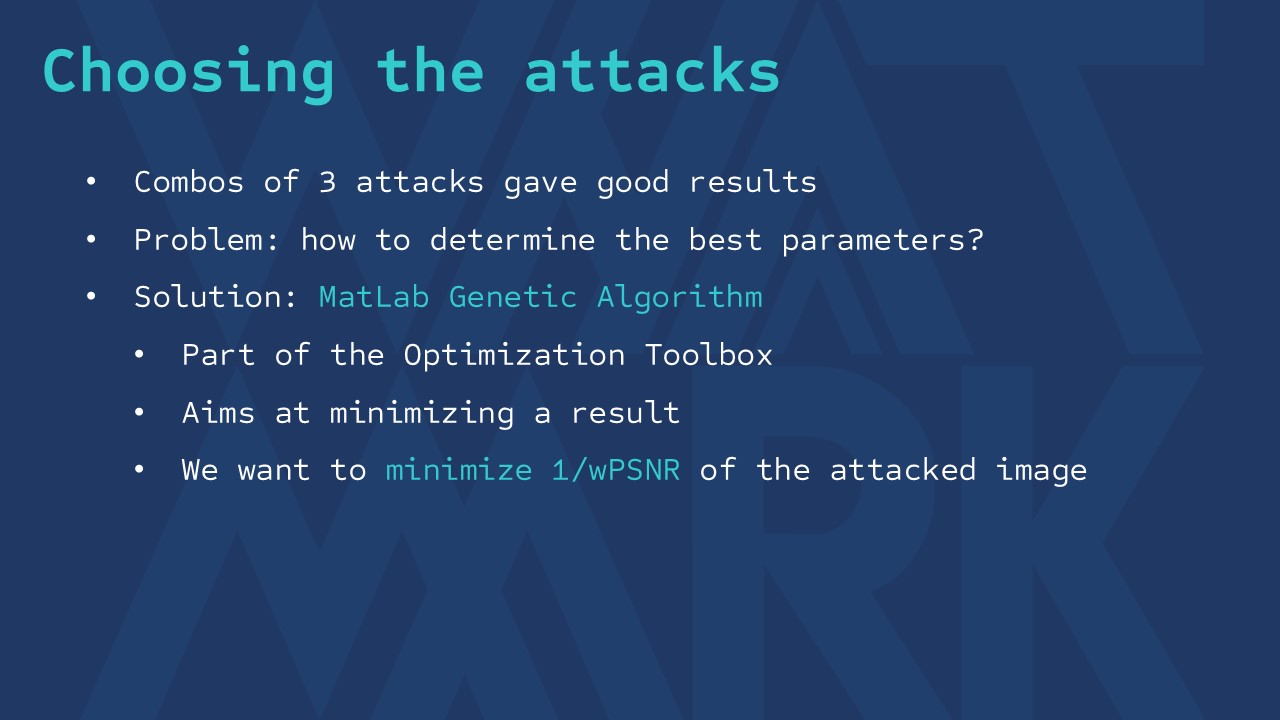 Choosing the attacks
• Combos of 3 attacks gave good results
• Problem: how to determine the best parameters?
• Solution: MatLab Genetic Algorithm
• Part of the Optimization Toolbox
• Aims at minimizing a result
• We want to minimize 1/wPSNR of the attacked image
WAT
MARK